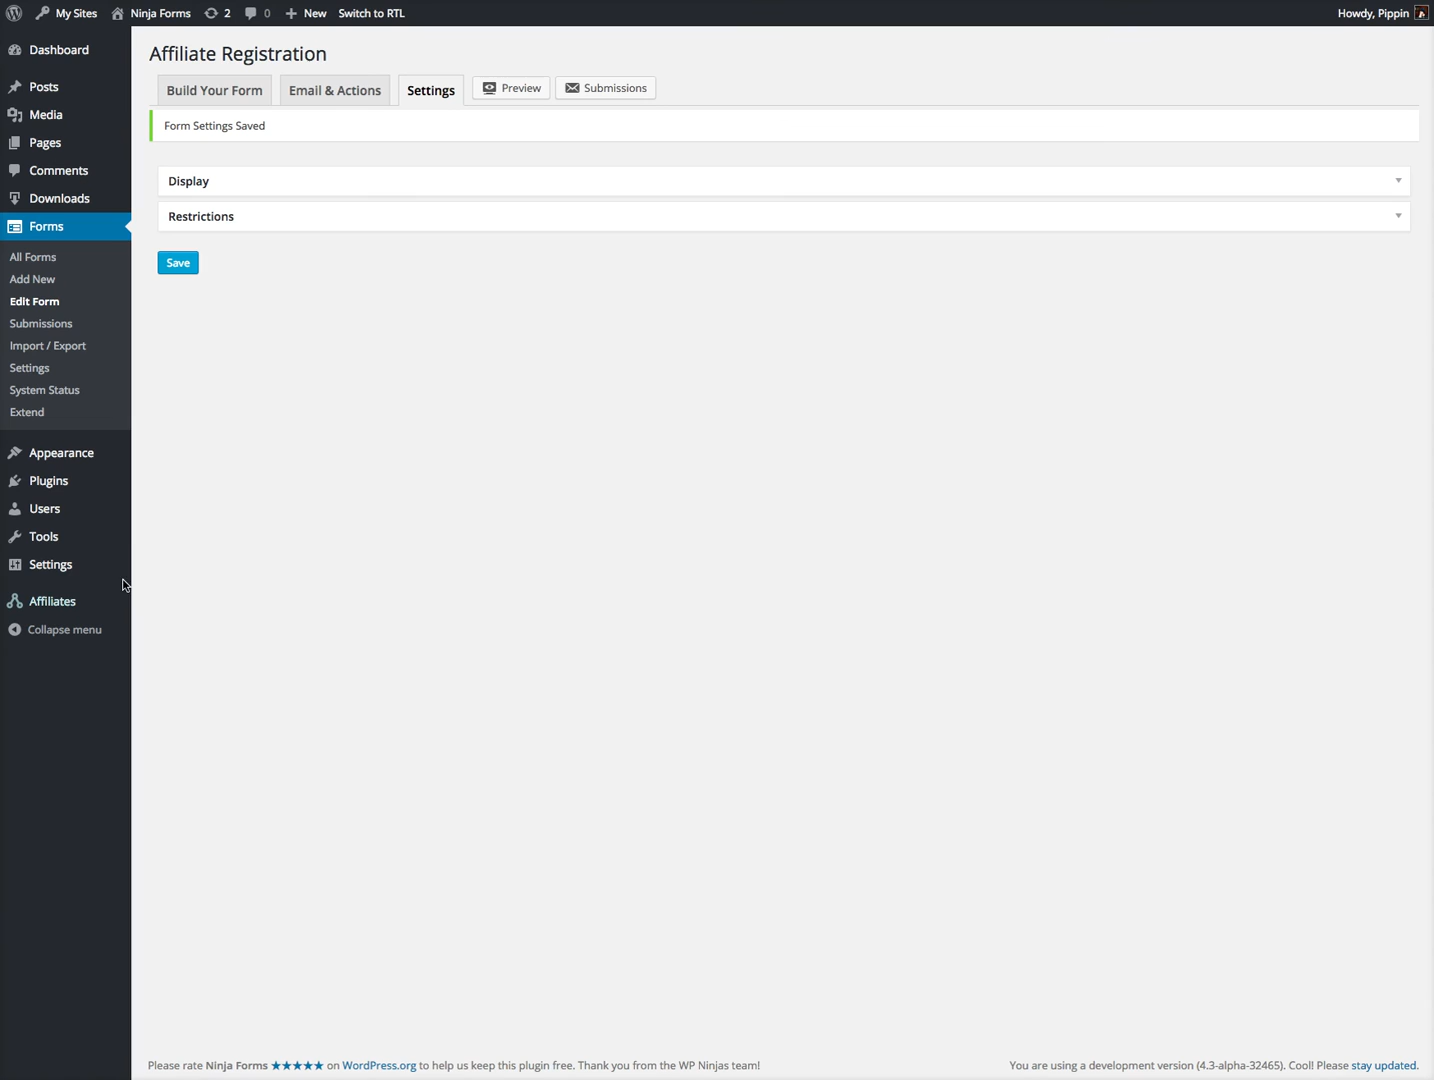 My Sites Ninja Forms 2 0 New Switch to RTL Howdy, Pippin
Dashboard
Posts
Media
Pages
Comments
Downloads
Forms
All Forms
Add New
Edit Form
Submissions
Import / Export
Settings
System Status
Extend
Appearance
Plugins
Users
Tools
Settings
Affiliates
Collapse menu
Affiliate Registration
Build Your Form Email & Actions Settings Preview Submissions
Form Settings Saved
Display
Restrictions
Save
Please rate Ninja Forms ★★★★★ on WordPress.org to help us keep this plugin free. Thank you from the WP Ninjas team! You are using a development version (4.3-alpha-32465). Cool! Please stay updated.